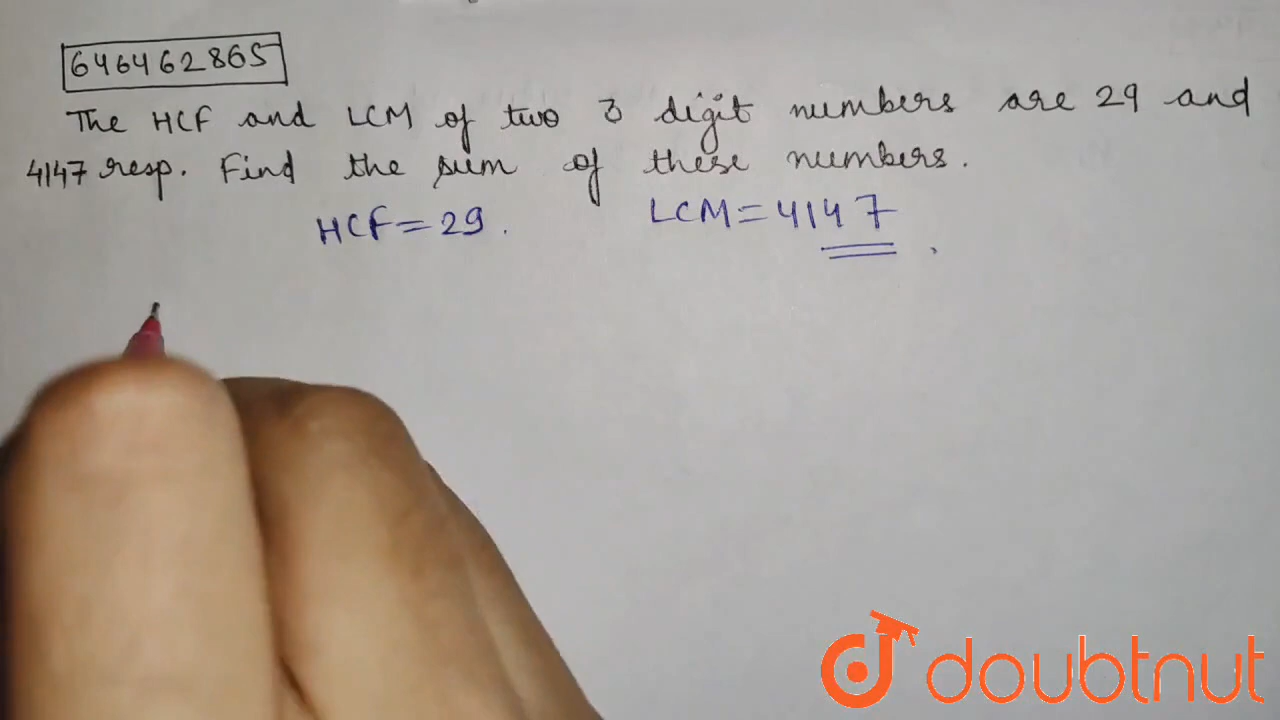 646462865
The HCF and LCM of two 3 digit numbers are 29 and
4147 resp. Find the sum of these numbers.
HCF = 29. LCM = 4147.
doubtnut